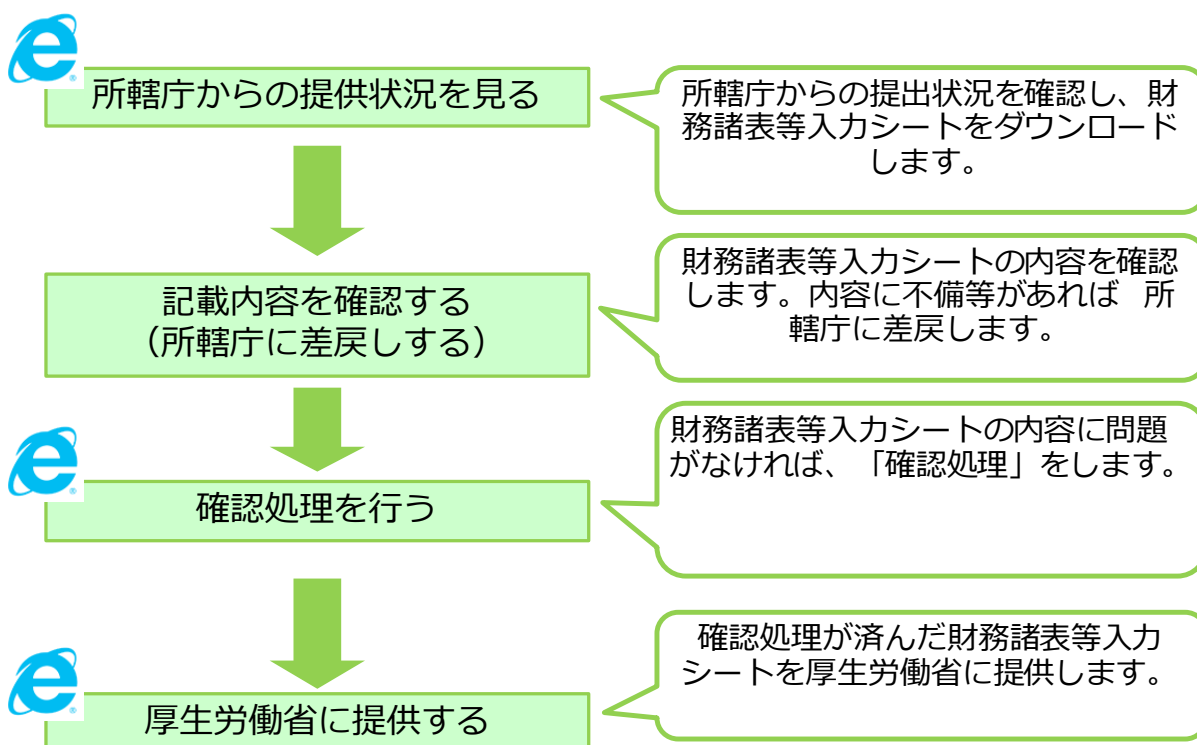 所轄庁からの提供状況を見る
所轄庁からの提出状況を確認し、財
務諸表等入力シートをダウンロード
します。
記載内容を確認する
（所轄庁に差戻しする）
財務諸表等入力シートの内容を確認
します。内容に不備等があれば　所
轄庁に差戻します。
確認処理を行う
財務諸表等入力シートの内容に問題
がなければ、「確認処理」をします。
厚生労働省に提供する
確認処理が済んだ財務諸表等入力
シートを厚生労働省に提供します。